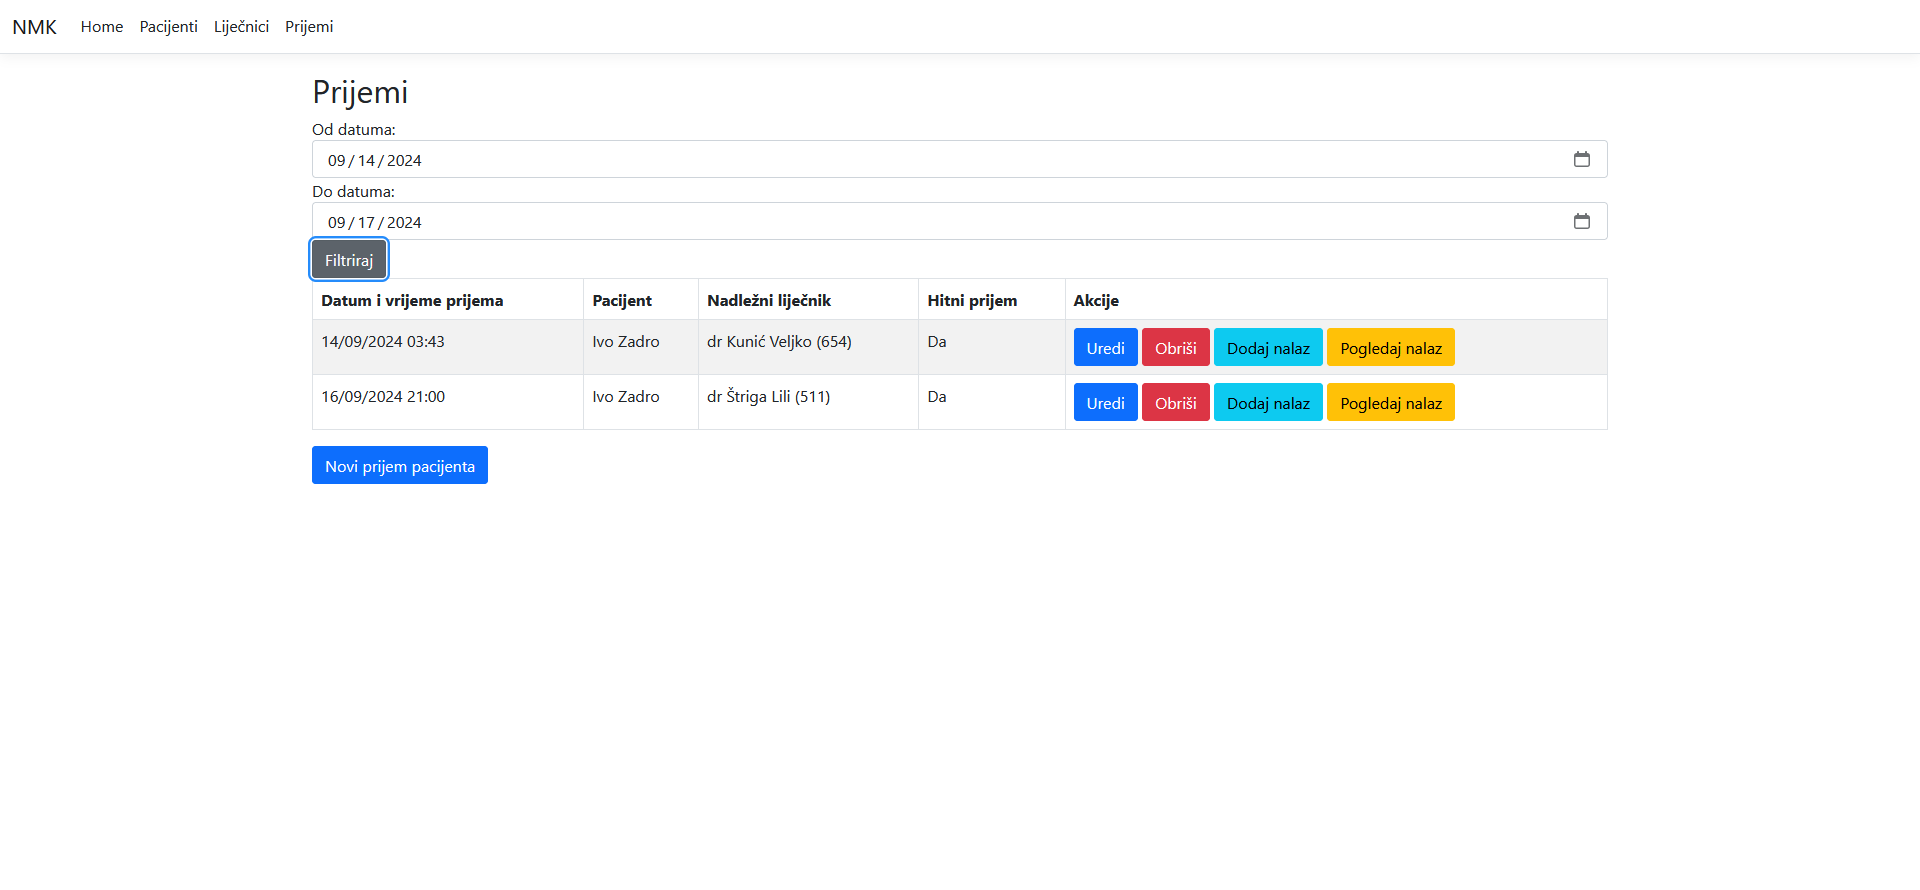 NMK Home Pacijenti Liječnici Prijemi
Prijemi
Od datuma:
09/14/2024
Do datuma:
09/17/2024
Filtriraj
Datum i vrijeme prijema Pacijent Nadležni liječnik Hitni prijem Akcije
14/09/2024 03:43 Ivo Zadro dr Kunić Veljko (654) Da Uredi Obriši Dodaj nalaz Pogledaj nalaz
16/09/2024 21:00 Ivo Zadro dr Štriga Lili (511) Da Uredi Obriši Dodaj nalaz Pogledaj nalaz
Novi prijem pacijenta